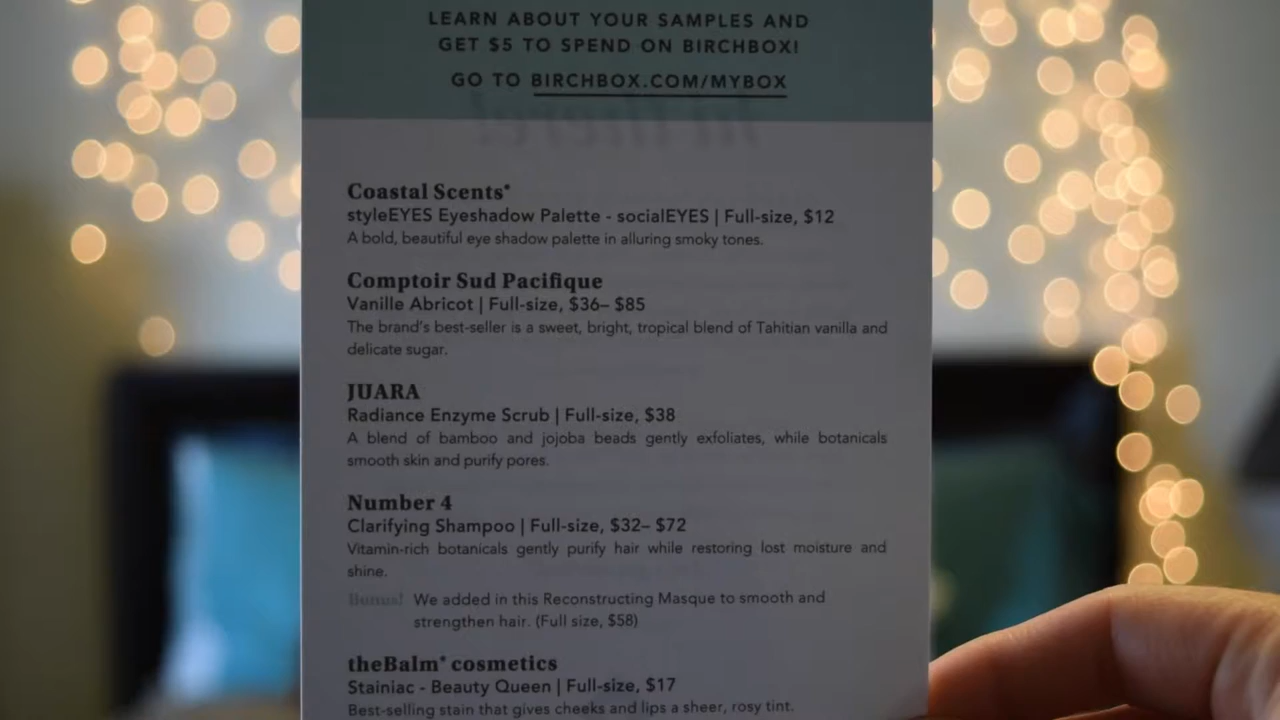 LEARN ABOUT YOUR SAMPLES AND
GET $5 TO SPEND ON BIRCHBOX!
GO TO BIRCHBOX.COM/MYBOX
Coastal Scents*
styleEYES Eyeshadow Palette - socialEYES | Full-size, $12
A bold, beautiful eye shadow palette in alluring smoky tones.
Comptoir Sud Pacifique
Vanille Abricot | Full-size, $36– $85
The brand's best-seller is a sweet, bright, tropical blend of Tahitian vanilla and
delicate sugar.
JUARA
Radiance Enzyme Scrub | Full-size, $38
A blend of bamboo and jojoba beads gently exfoliates, while botanicals
smooth skin and purify pores.
Number 4
Clarifying Shampoo | Full-size, $32– $72
Vitamin-rich botanicals gently purify hair while restoring lost moisture and
shine.
Bonus! We added in this Reconstructing Masque to smooth and
strengthen hair. (Full size, $58)
theBalm* cosmetics
Stainiac - Beauty Queen | Full-size, $17
Best-selling stain that gives cheeks and lips a sheer, rosy tint.